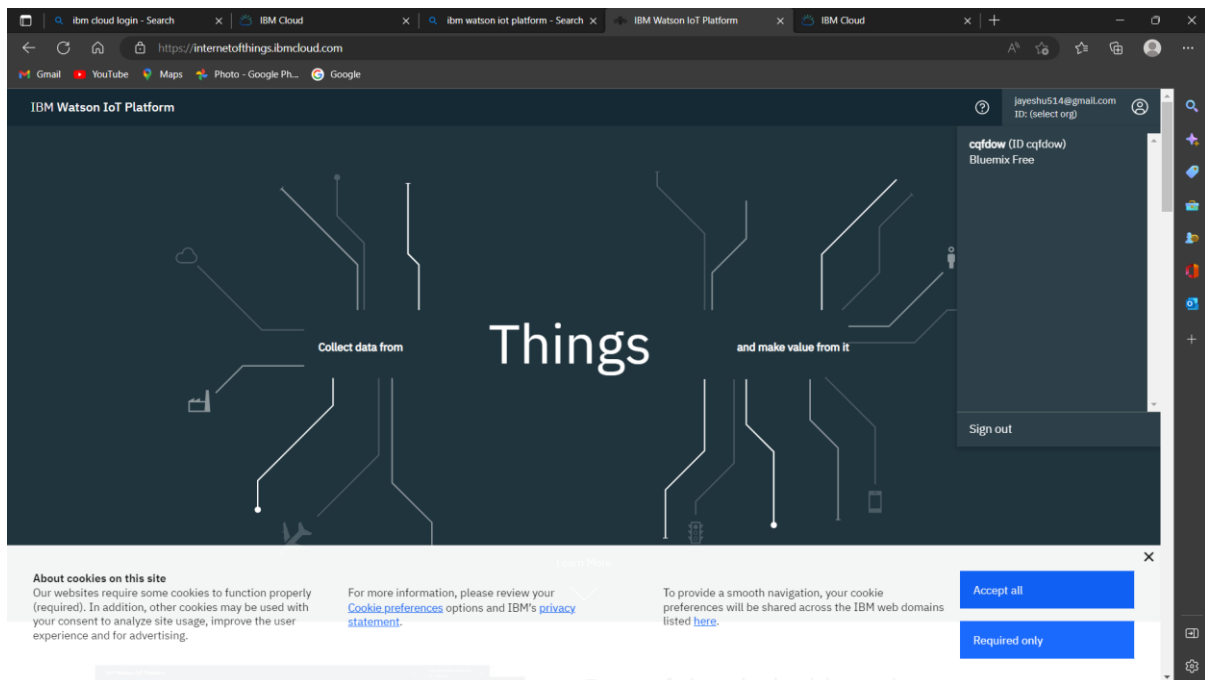 ibm cloud login - Search
IBM Cloud
ibm watson iot platform - Search
IBM Watson IoT Platform
IBM Cloud
https://internetofthings.ibmcloud.com
Gmail
YouTube
Maps
Photo - Google Ph...
Google
IBM Watson IoT Platform
jayeshu514@gmail.com
ID: (select org)
cqfdow (ID cqfdow)
Bluemix Free
Sign out
Collect data from
Things
and make value from it
Learn More
About cookies on this site
Our websites require some cookies to function properly
(required). In addition, other cookies may be used with
your consent to analyze site usage, improve the user
experience and for advertising.
For more information, please review your
Cookie preferences options and IBM's privacy
statement.
To provide a smooth navigation, your cookie
preferences will be shared across the IBM web domains
listed here.
Accept all
Required only